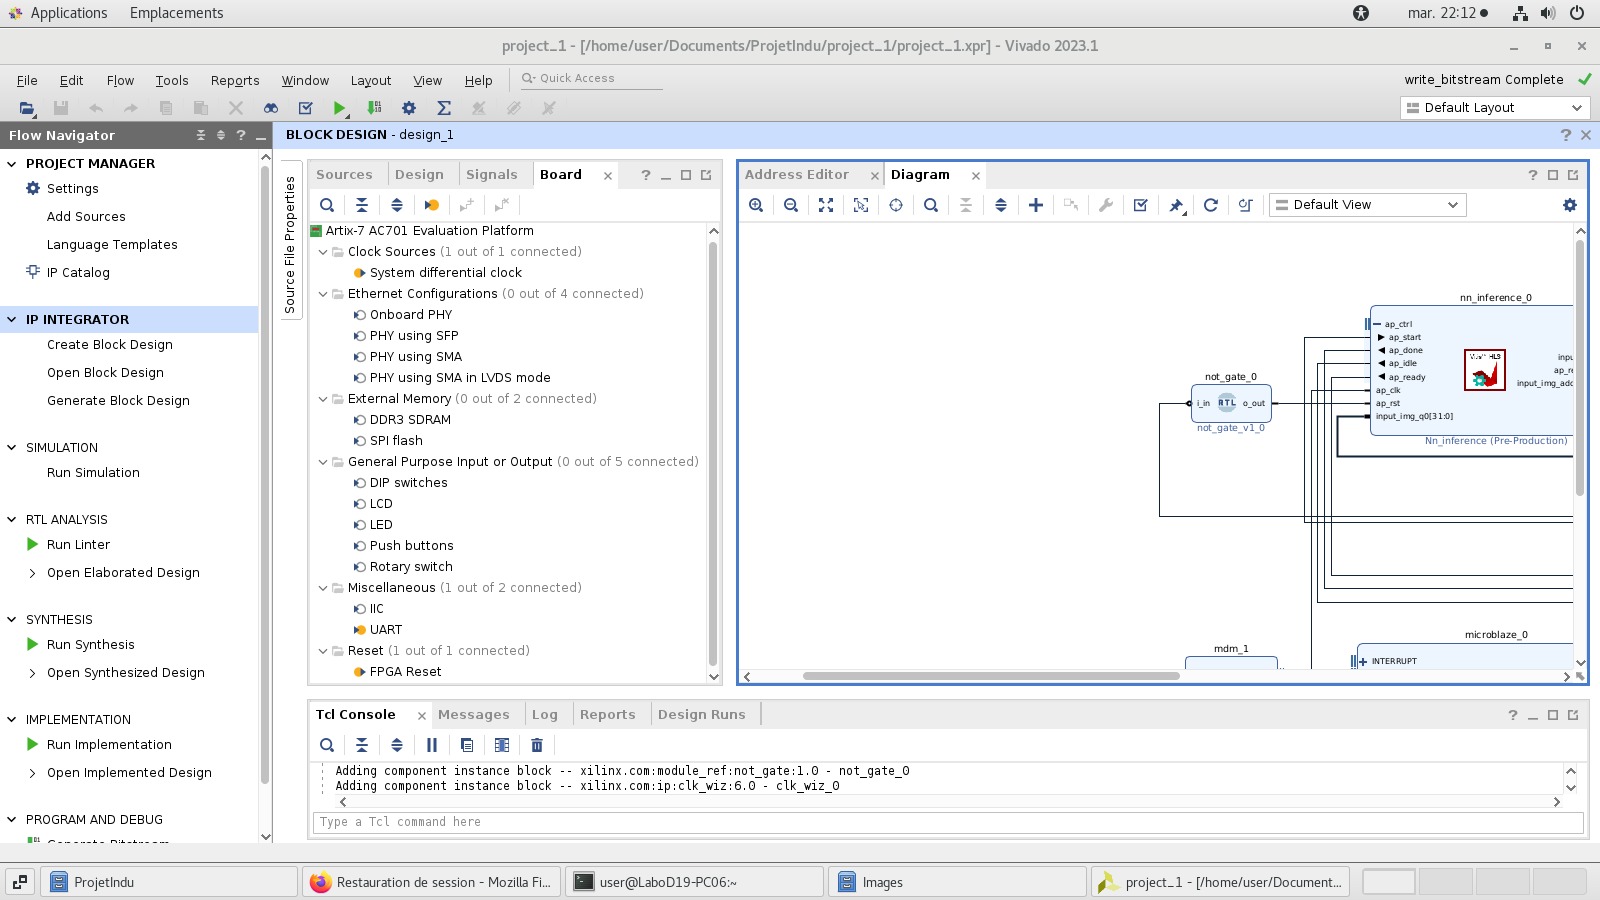 Applications
Emplacements
mar. 22:12
project_1 - [/home/user/Documents/ProjetIndu/project_1/project_1.xpr] - Vivado 2023.1
File Edit Flow Tools Reports Window Layout View Help
Quick Access
write_bitstream Complete
Default Layout
Flow Navigator
PROJECT MANAGER
Settings
Add Sources
Language Templates
IP Catalog
IP INTEGRATOR
Create Block Design
Open Block Design
Generate Block Design
SIMULATION
Run Simulation
RTL ANALYSIS
Run Linter
Open Elaborated Design
SYNTHESIS
Run Synthesis
Open Synthesized Design
IMPLEMENTATION
Run Implementation
Open Implemented Design
PROGRAM AND DEBUG
BLOCK DESIGN - design_1
Source File Properties
Sources Design Signals Board
Artix-7 AC701 Evaluation Platform
Clock Sources (1 out of 1 connected)
System differential clock
Ethernet Configurations (0 out of 4 connected)
Onboard PHY
PHY using SFP
PHY using SMA
PHY using SMA in LVDS mode
External Memory (0 out of 2 connected)
DDR3 SDRAM
SPI flash
General Purpose Input or Output (0 out of 5 connected)
DIP switches
LCD
LED
Push buttons
Rotary switch
Miscellaneous (1 out of 2 connected)
IIC
UART
Reset (1 out of 1 connected)
FPGA Reset
Address Editor
Diagram
Default View
nn_inference_0
ap_ctrl
ap_start
ap_done
ap_idle
ap_ready
ap_clk
ap_rst
input_img_q0[31:0]
Nn_inference (Pre-Production)
not_gate_0
i_in RTL o_out
not_gate_v1_0
mdm_1
microblaze_0
INTERRUPT
Tcl Console Messages Log Reports Design Runs
Adding component instance block -- xilinx.com:module_ref:not_gate:1.0 - not_gate_0
Adding component instance block -- xilinx.com:ip:clk_wiz:6.0 - clk_wiz_0
Type a Tcl command here
ProjetIndu
Restauration de session - Mozilla Fi...
user@LaboD19-PC06:~
Images
project_1 - [/home/user/Document...